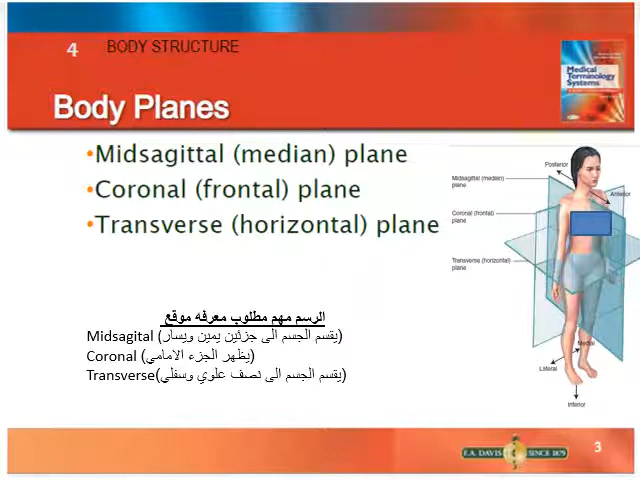 4 BODY STRUCTURE
Medical
Terminology
Systems
Body Planes
•Midsagittal (median) plane
•Coronal (frontal) plane
•Transverse (horizontal) plane
Posterior
Midsagittal (median)
plane
Anterior
Coronal (frontal)
plane
Transverse (horizontal)
plane
Medial
Lateral
Inferior
الرسم مهم مطلوب معرفه موقع
Midsagital (يقسم الجسم الى جزئين يمين ويسار)
Coronal (يظهر الجزء الامامي)
Transverse(يقسم الجسم الى نصف علوي وسفلي)
F.A. DAVIS SINCE 1879
3